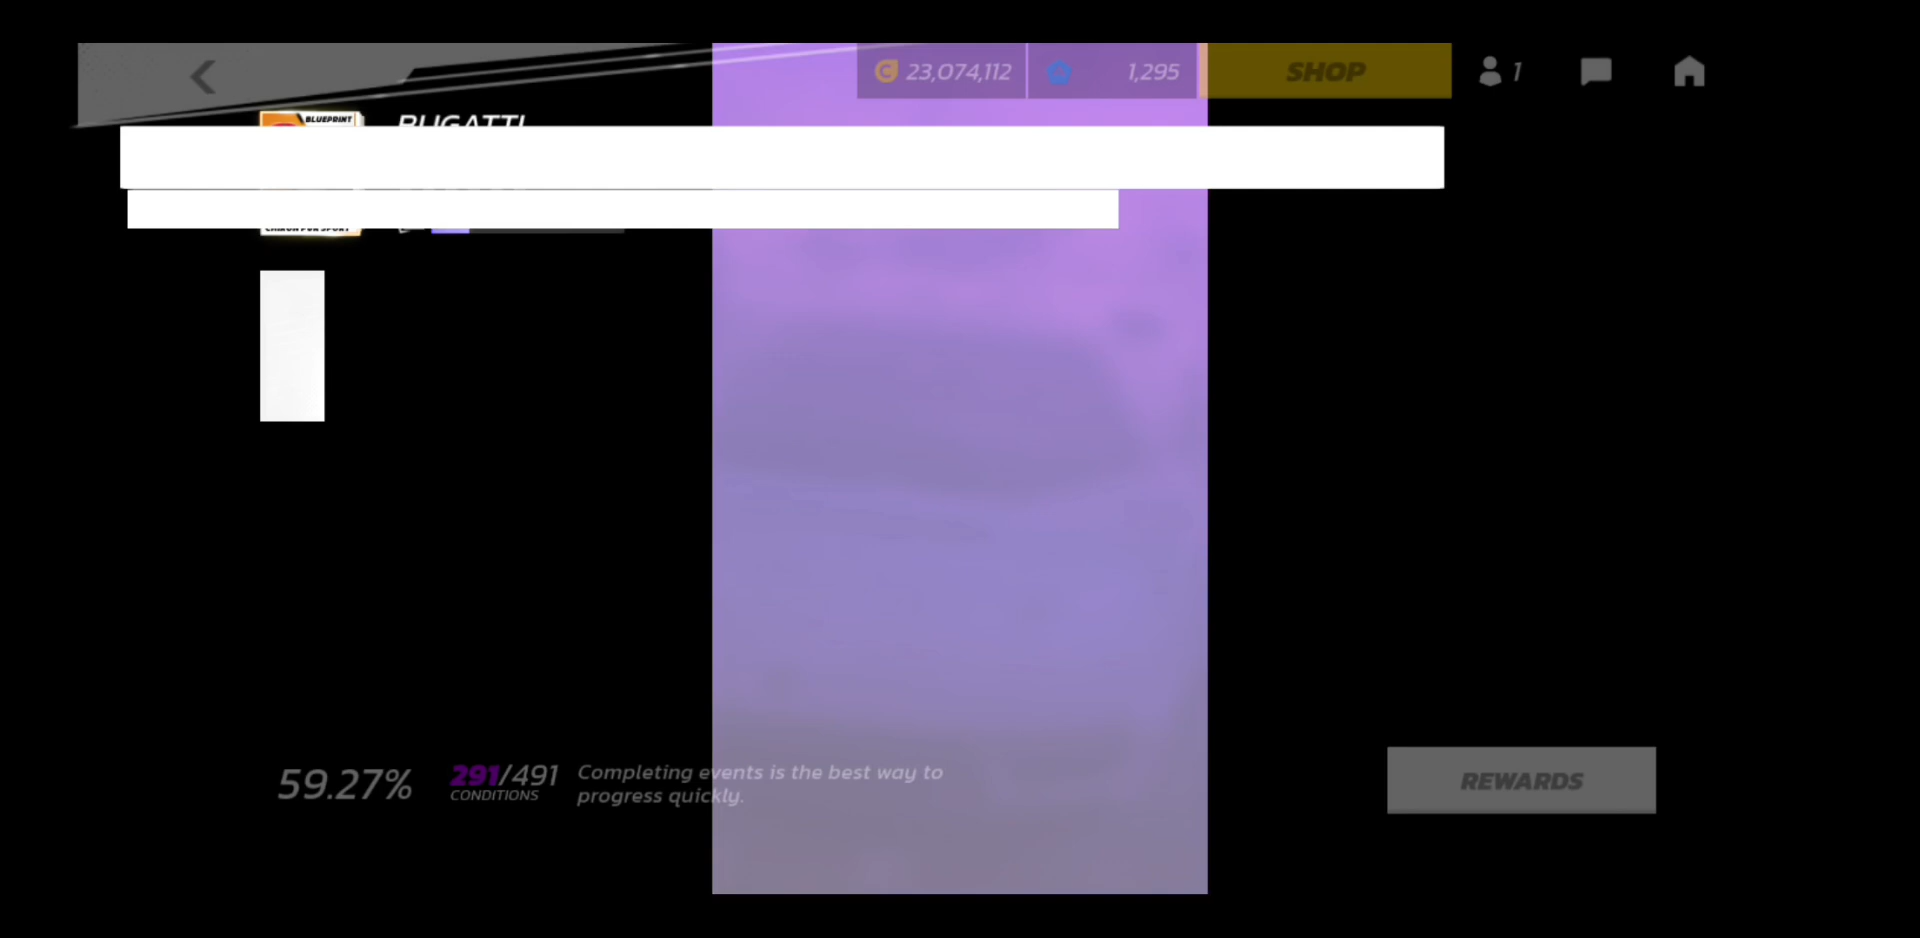 23,074,112
1,295
SHOP
1
BLUEPRINT
BUGATTI
59.27%
291/491
CONDITIONS
Completing events is the best way to
progress quickly.
REWARDS